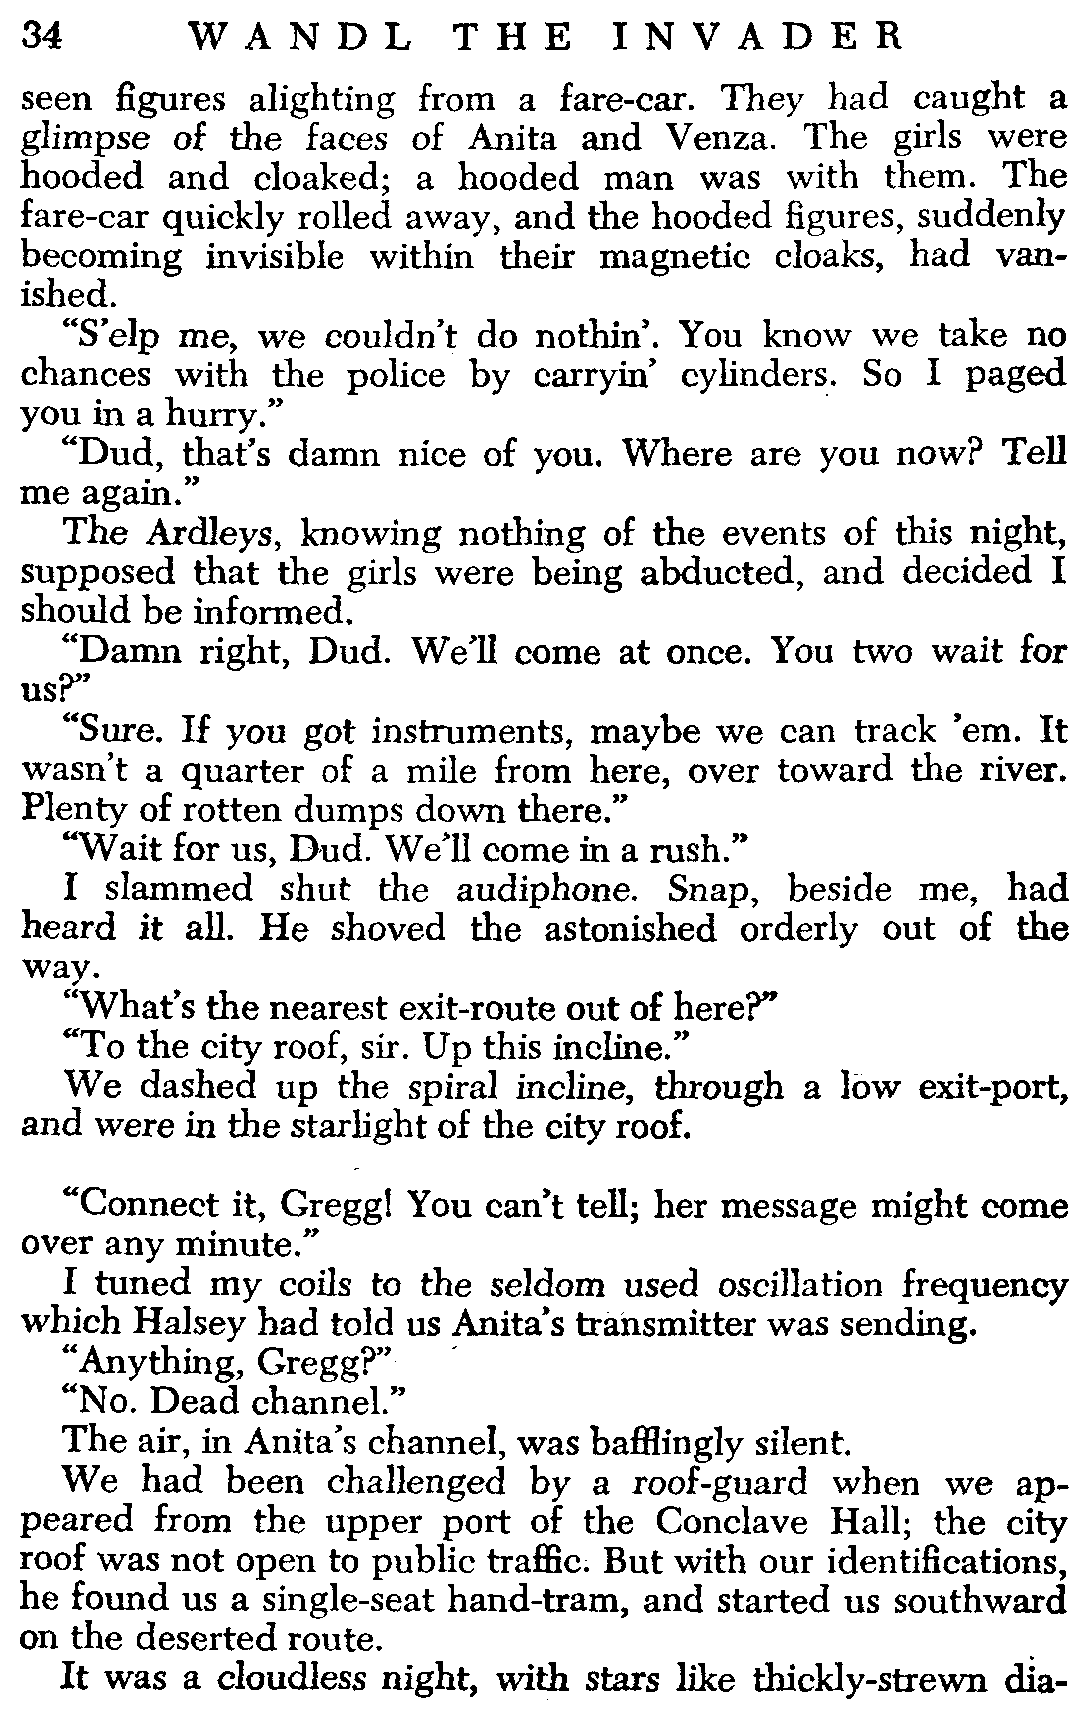 34 WANDL THE INVADER
seen figures alighting from a fare-car. They had caught a
glimpse of the faces of Anita and Venza. The girls were
hooded and cloaked; a hooded man was with them. The
fare-car quickly rolled away, and the hooded figures, suddenly
becoming invisible within their magnetic cloaks, had van-
ished.
“S’elp me, we couldn’t do nothin’. You know we take no
chances with the police by carryin’ cylinders. So I paged
you in a hurry.”
“Dud, that’s damn nice of you. Where are you now? Tell
me again.”
The Ardleys, knowing nothing of the events of this night,
supposed that the girls were being abducted, and decided I
should be informed.
“Damn right, Dud. We’ll come at once. You two wait for
us?”
“Sure. If you got instruments, maybe we can track ’em. It
wasn’t a quarter of a mile from here, over toward the river.
Plenty of rotten dumps down there.”
“Wait for us, Dud. We’ll come in a rush.”
I slammed shut the audiphone. Snap, beside me, had
heard it all. He shoved the astonished orderly out of the
way.
“What’s the nearest exit-route out of here?”
“To the city roof, sir. Up this incline.”
We dashed up the spiral incline, through a low exit-port,
and were in the starlight of the city roof.
“Connect it, Gregg! You can’t tell; her message might come
over any minute.”
I tuned my coils to the seldom used oscillation frequency
which Halsey had told us Anita’s transmitter was sending.
“Anything, Gregg?”
“No. Dead channel.”
The air, in Anita’s channel, was bafflingly silent.
We had been challenged by a roof-guard when we ap-
peared from the upper port of the Conclave Hall; the city
roof was not open to public traffic. But with our identifications,
he found us a single-seat hand-tram, and started us southward
on the deserted route.
It was a cloudless night, with stars like thickly-strewn dia-